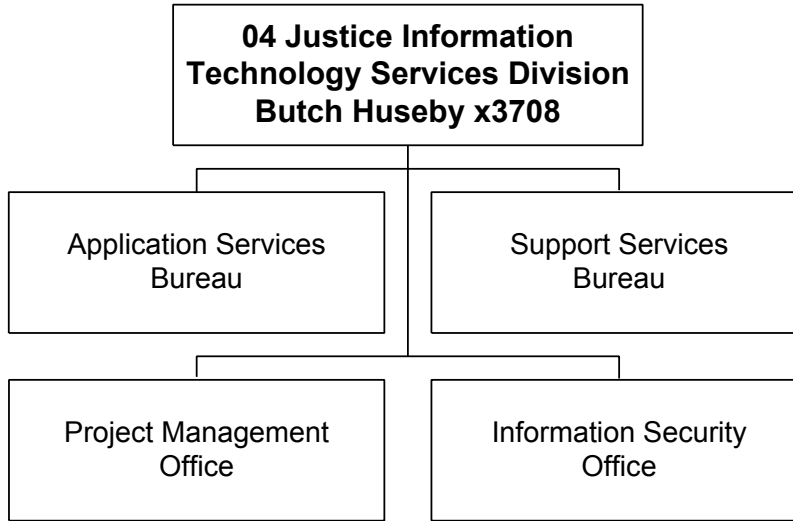 04 Justice Information
Technology Services Division
Butch Huseby x3708
Application Services
Bureau
Support Services
Bureau
Project Management
Office
Information Security
Office